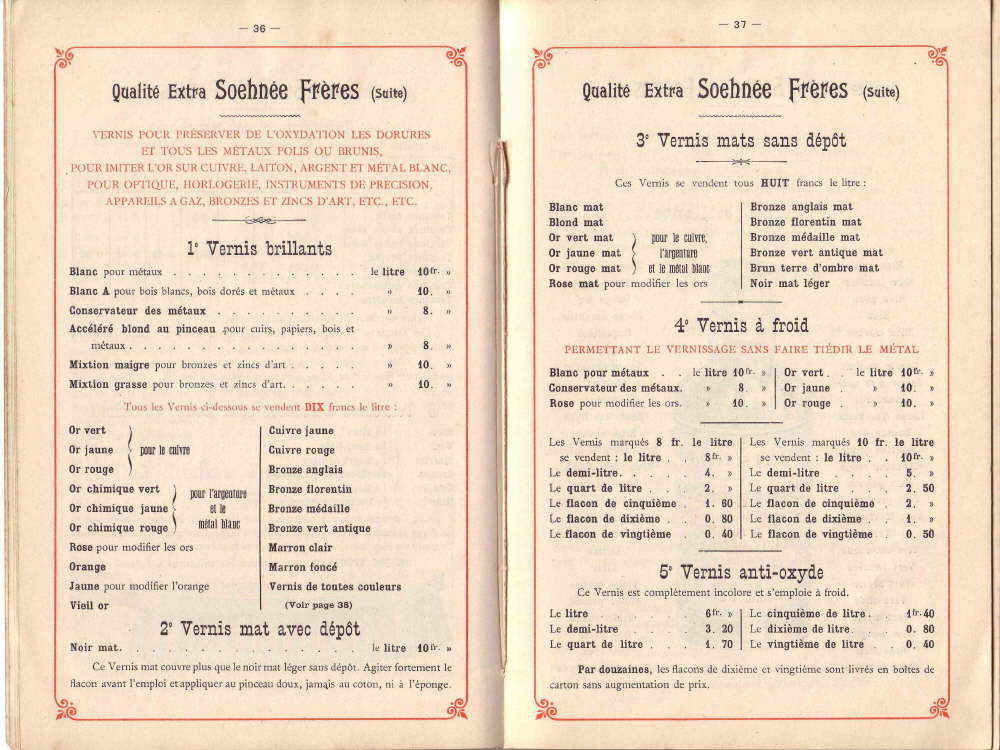 — 36 —
Qualité Extra Soehnée Frères (Suite)
VERNIS POUR PRÉSERVER DE L'OXYDATION LES DORURES
ET TOUS LES MÉTAUX POLIS OU BRUNIS,
POUR IMITER L'OR SUR CUIVRE, LAITON, ARGENT ET MÉTAL BLANC,
POUR OPTIQUE, HORLOGERIE, INSTRUMENTS DE PRECISION,
APPAREILS A GAZ, BRONZES ET ZINCS D'ART, ETC., ETC.
1° Vernis brillants
Blanc pour métaux . . . . . . . . . . . . . le litre 10 fr. »
Blanc A pour bois blancs, bois dorés et métaux . . . . » 10. »
Conservateur des métaux . . . . . . . . . . » 8. »
Accéléré blond au pinceau pour cuirs, papiers, bois et
métaux . . . . . . . . . . . . . . . » 8. »
Mixtion maigre pour bronzes et zincs d'art . . . . . » 10. »
Mixtion grasse pour bronzes et zincs d'art. . . . . . » 10. »
Tous les Vernis ci-dessous se vendent DIX francs le litre :
Or vert
Or jaune
Or rouge
pour le cuivre
Or chimique vert
Or chimique jaune
Or chimique rouge
pour l'argenture
et le
métal blanc
Rose pour modifier les ors
Orange
Jaune pour modifier l'orange
Vieil or
Cuivre jaune
Cuivre rouge
Bronze anglais
Bronze florentin
Bronze médaille
Bronze vert antique
Marron clair
Marron foncé
Vernis de toutes couleurs
(Voir page 38)
2° Vernis mat avec dépôt
Noir mat. . . . . . . . . . . . . . . . le litre 10 fr. »
Ce Vernis mat couvre plus que le noir mat léger sans dépôt. Agiter fortement le
flacon avant l'emploi et appliquer au pinceau doux, jamais au coton, ni à l'éponge.
— 37 —
Qualité Extra Soehnée Frères (Suite)
3° Vernis mats sans dépôt
Ces Vernis se vendent tous HUIT francs le litre :
Blanc mat
Blond mat
Or vert mat
Or jaune mat
Or rouge mat
pour le cuivre,
l'argenture
et le métal blanc
Rose mat pour modifier les ors
Bronze anglais mat
Bronze florentin mat
Bronze médaille mat
Bronze vert antique mat
Brun terre d'ombre mat
Noir mat léger
4° Vernis à froid
PERMETTANT LE VERNISSAGE SANS FAIRE TIÉDIR LE MÉTAL
Blanc pour métaux . . le litre 10 fr. »
Conservateur des métaux. » 8. »
Rose pour modifier les ors. » 10. »
Or vert . le litre 10 fr. »
Or jaune . » 10. »
Or rouge . » 10. »
Les Vernis marqués 8 fr. le litre
se vendent : le litre . . 8 fr. »
Le demi-litre. . . . 4. »
Le quart de litre . . . 2. »
Le flacon de cinquième . 1. 60
Le flacon de dixième . . 0. 80
Le flacon de vingtième . 0. 40
Les Vernis marqués 10 fr. le litre
se vendent : le litre . . 10 fr. »
Le demi-litre . . . . 5. »
Le quart de litre . . . 2. 50
Le flacon de cinquième . 2. »
Le flacon de dixième . . 1. »
Le flacon de vingtième . 0. 50
5° Vernis anti-oxyde
Ce Vernis est complètement incolore et s'emploie à froid.
Le litre . . . . . 6 fr. »
Le demi-litre . . . . 3. 20
Le quart de litre . . . 1. 70
Le cinquième de litre. . 1 fr. 40
Le dixième de litre. . . 0. 80
Le vingtième de litre . . 0. 40
Par douzaines, les flacons de dixième et vingtième sont livrés en boîtes de
carton sans augmentation de prix.